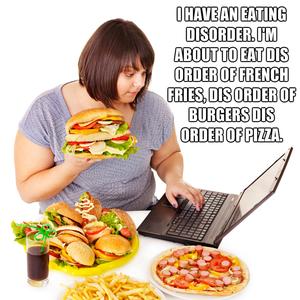 I HAVE AN EATING
DISORDER. I'M
ABOUT TO EAT DIS
ORDER OF FRENCH
FRIES, DIS ORDER OF
BURGERS DIS
ORDER OF PIZZA.